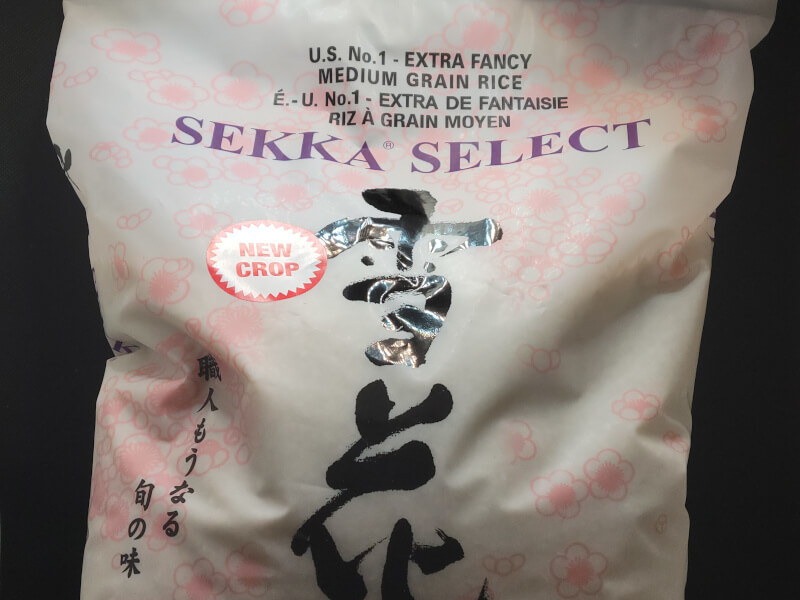 U.S. No.1 - EXTRA FANCY
MEDIUM GRAIN RICE
É.-U. No.1 - EXTRA DE FANTAISIE
RIZ À GRAIN MOYEN
SEKKA® SELECT
NEW
CROP
雪花
職人もうなる
旬の味